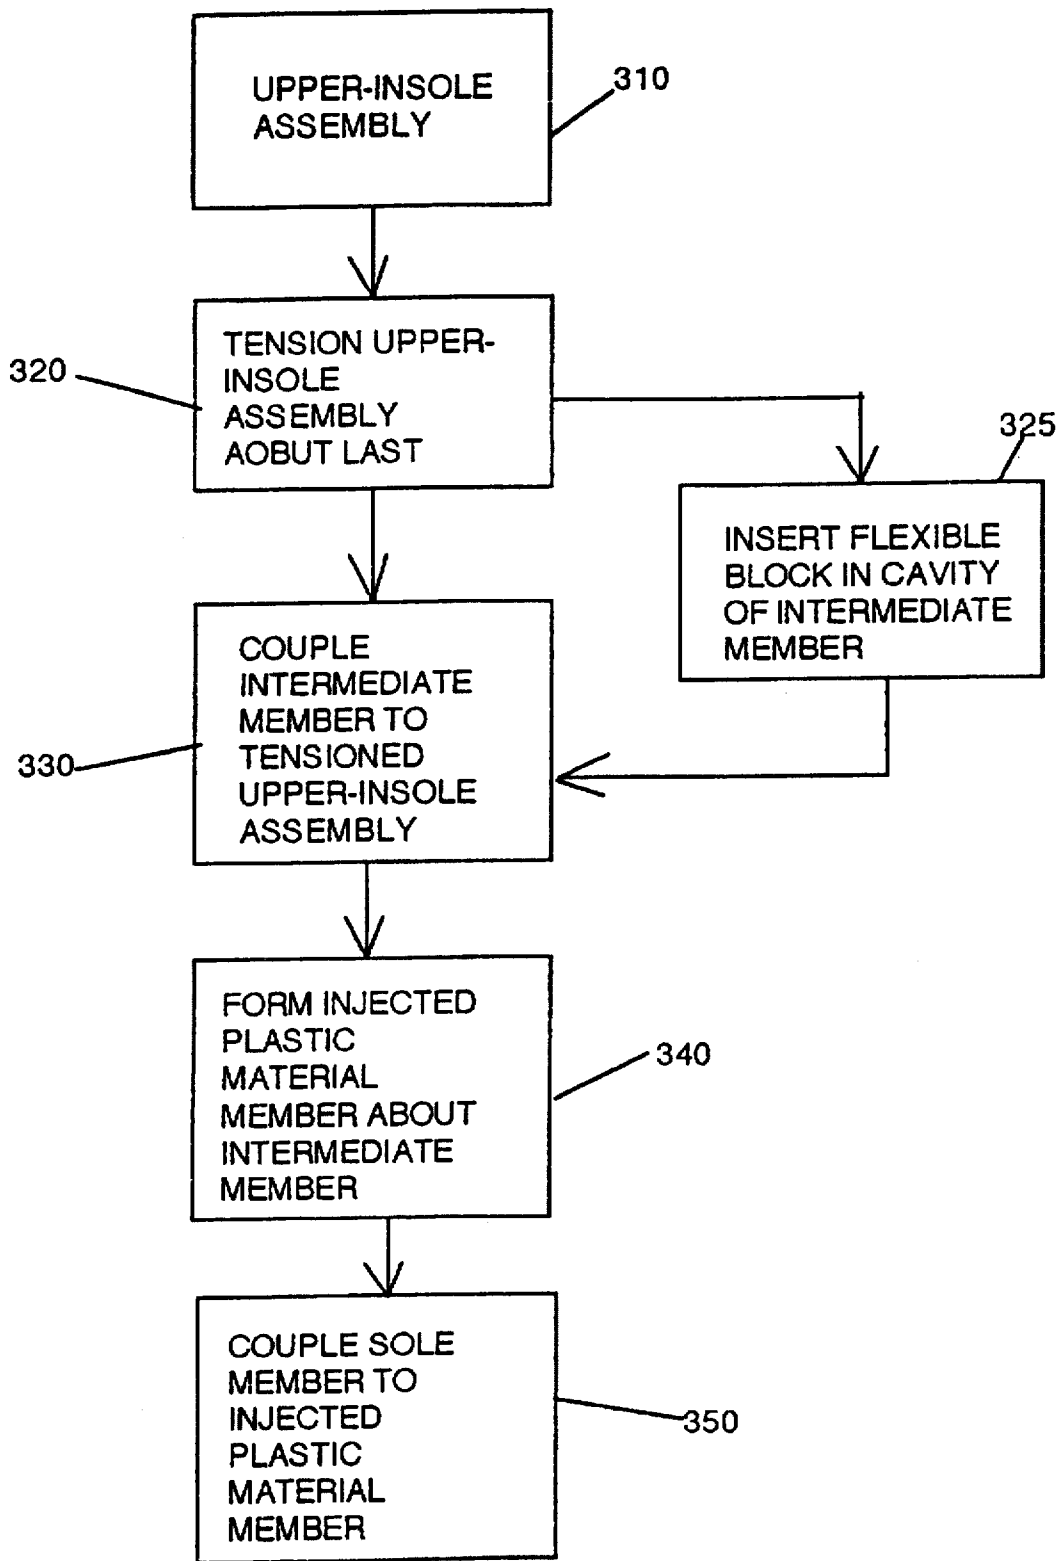 UPPER-INSOLE
ASSEMBLY
310
TENSION UPPER-
INSOLE
ASSEMBLY
AOBUT LAST
320
325
INSERT FLEXIBLE
BLOCK IN CAVITY
OF INTERMEDIATE
MEMBER
COUPLE
INTERMEDIATE
MEMBER TO
TENSIONED
UPPER-INSOLE
ASSEMBLY
330
FORM INJECTED
PLASTIC
MATERIAL
MEMBER ABOUT
INTERMEDIATE
MEMBER
340
COUPLE SOLE
MEMBER TO
INJECTED
PLASTIC
MATERIAL
MEMBER
350